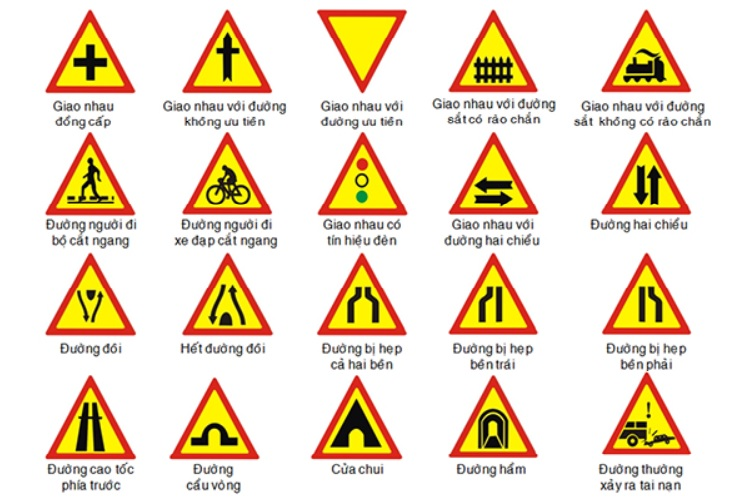 Giao nhau
đồng cấp
Giao nhau với đường
không ưu tiên
Giao nhau với
đường ưu tiên
Giao nhau với đường
sắt có rào chắn
Giao nhau với đường
sắt không có rào chắn
Đường người đi
bộ cắt ngang
Đường người đi
xe đạp cắt ngang
Giao nhau có
tín hiệu đèn
Giao nhau với
đường hai chiều
Đường hai chiều
Đường đôi
Hết đường đôi
Đường bị hẹp
cả hai bên
Đường bị hẹp
bên trái
Đường bị hẹp
bên phải
Đường cao tốc
phía trước
Đường
cầu vòng
Cửa chui
Đường hầm
!
Đường thường
xảy ra tai nạn